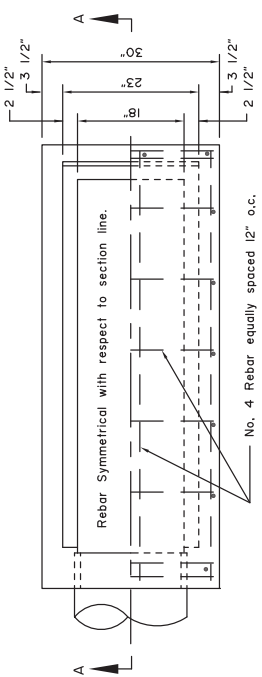 A
A
2 1/2"
3 1/2"
30"
23"
18"
3 1/2"
2 1/2"
Rebar Symmetrical with respect to section line.
No. 4 Rebar equally spaced 12" o.c.